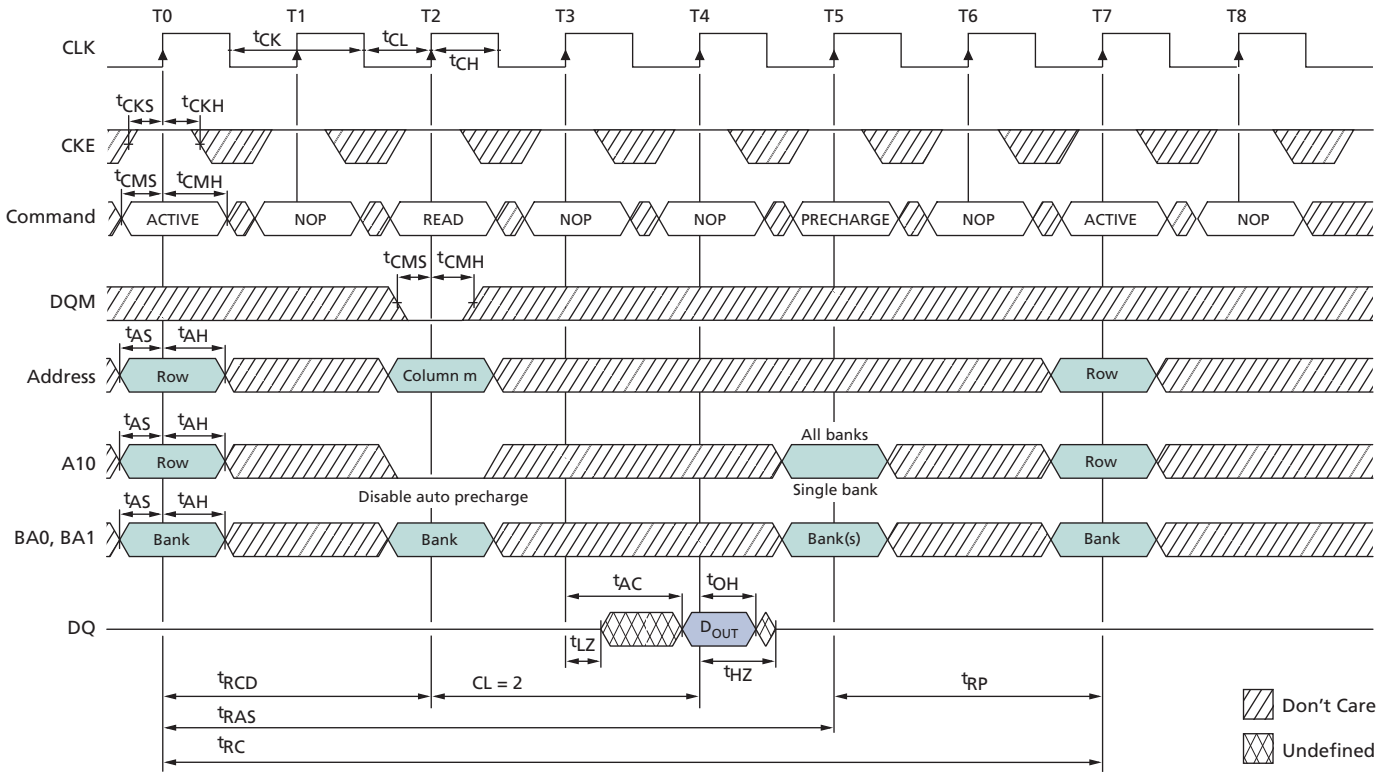 T0 T1 T2 T3 T4 T5 T6 T7 T8
CLK
tCK tCL
tCH
tCKS tCKH
CKE
tCMS tCMH
Command ACTIVE NOP READ NOP NOP PRECHARGE NOP ACTIVE NOP
tCMS tCMH
DQM
tAS tAH
Address Row Column m Row
tAS tAH
All banks
A10 Row Row
Disable auto precharge
Single bank
tAS tAH
BA0, BA1 Bank Bank Bank(s) Bank
tAC tOH
DQ DOUT
tLZ
tHZ
tRCD CL = 2 tRP
Don't Care
tRAS
tRC
Undefined